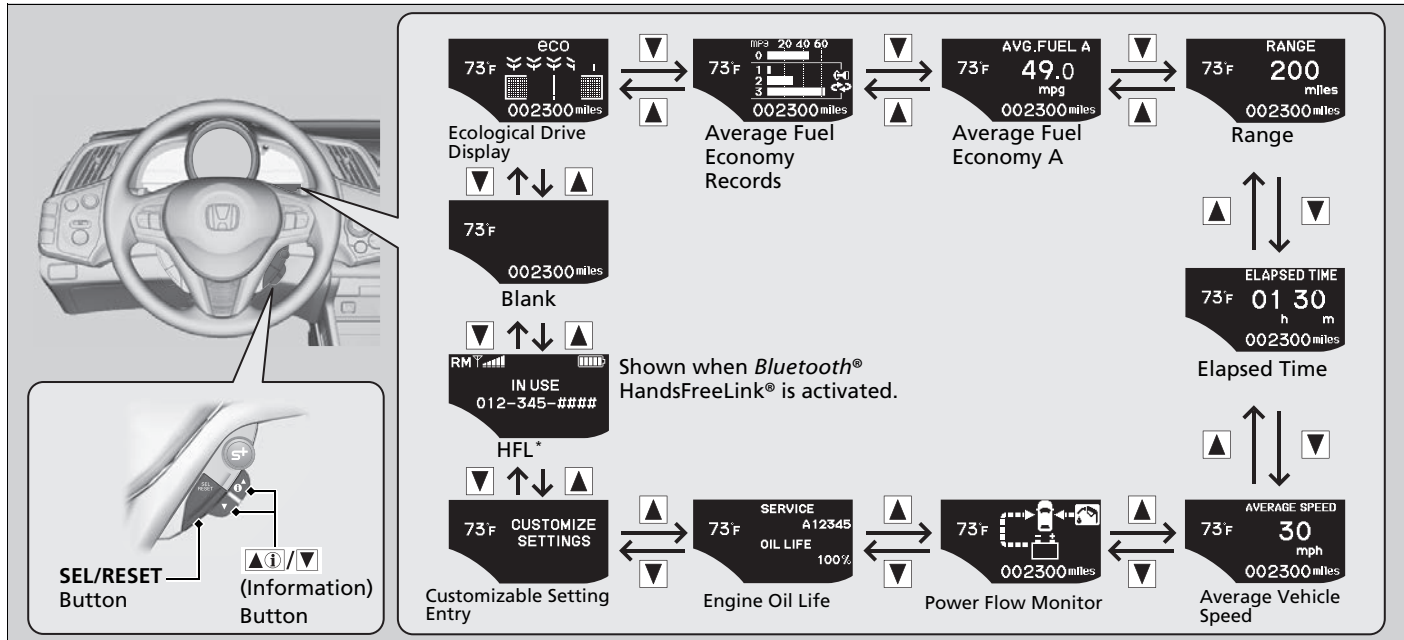 eco
73°F
002300 miles
Ecological Drive
Display
▼
▲
mpg 20 40 60
0
1
2
3
73°F
002300 miles
Average Fuel
Economy
Records
▼
▲
AVG.FUEL A
73°F 49.0
mpg
002300 miles
Average Fuel
Economy A
▼
▲
RANGE
73°F 200
miles
002300 miles
Range
▼ ▲
73°F
002300 miles
Blank
▲ ▼
ELAPSED TIME
73°F 01 30
h m
002300 miles
Elapsed Time
▼ ▲
RM
IN USE
012-345-####
HFL*
Shown when Bluetooth®
HandsFreeLink® is activated.
▲ ▼
▼ ▲
73°F CUSTOMIZE
SETTINGS
Customizable Setting
Entry
▲
▼
SERVICE
73°F A12345
OIL LIFE
100%
Engine Oil Life
▲
▼
73°F
002300 miles
Power Flow Monitor
▲
▼
AVERAGE SPEED
73°F 30
mph
002300 miles
Average Vehicle
Speed
S+
SEL
RESET
SEL/RESET
Button
▲ⓘ/▼
(Information)
Button